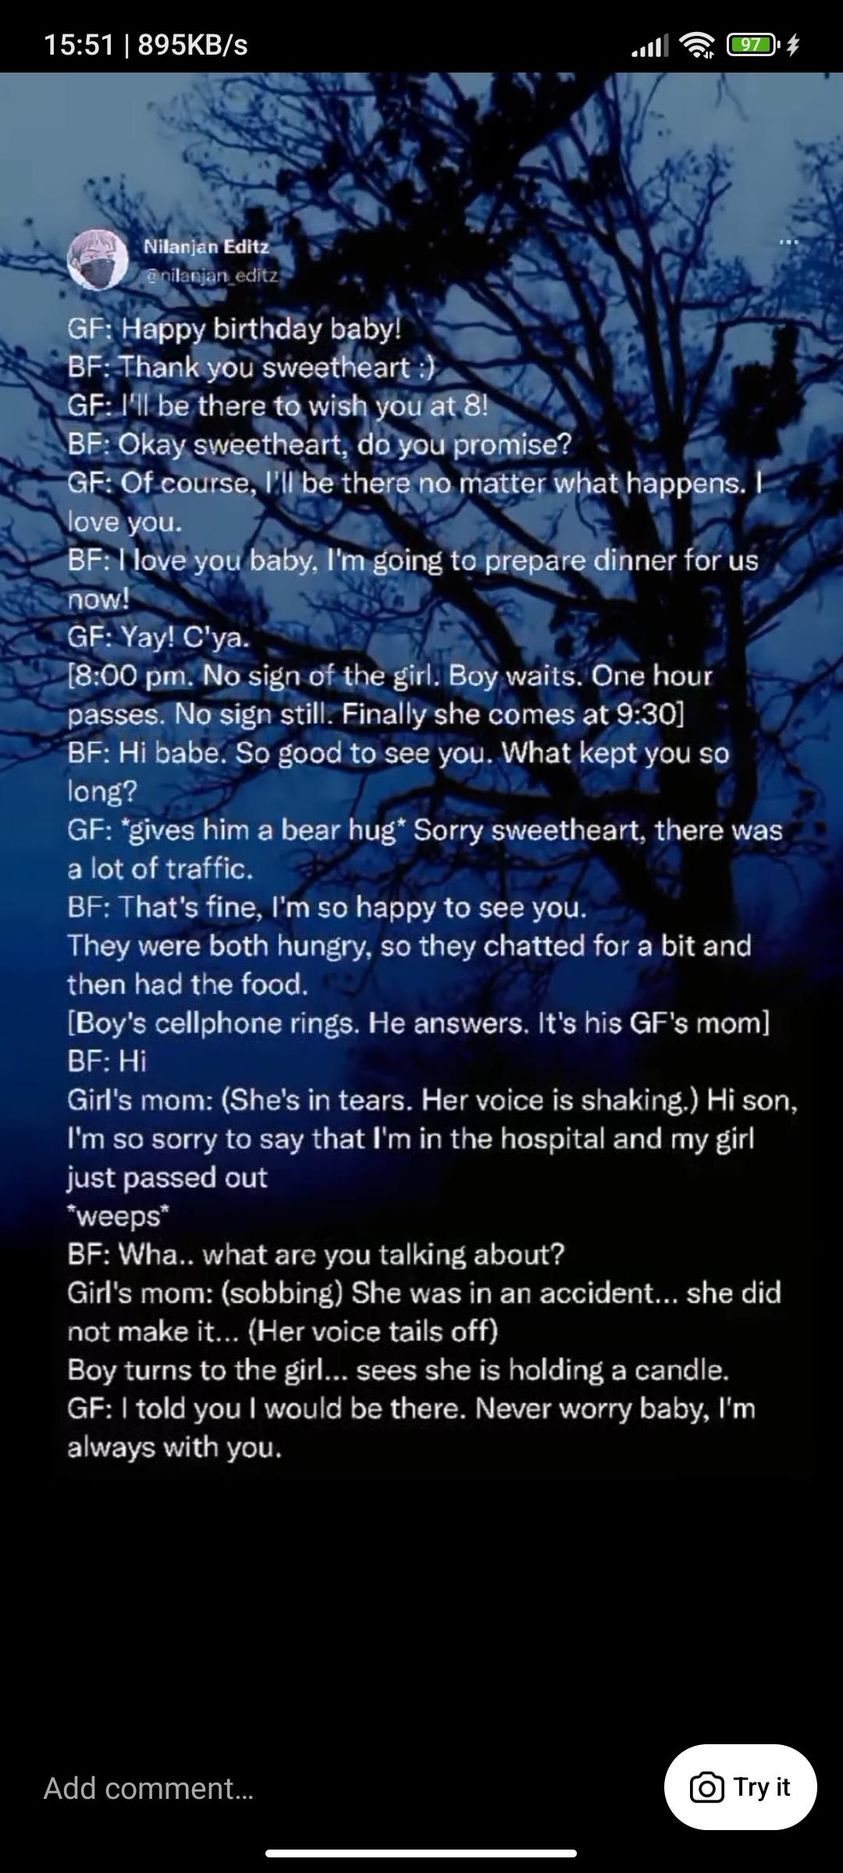 15:51 | 895KB/s
97
Nilanjan Editz
@nilanjan_editz
GF: Happy birthday baby!
BF: Thank you sweetheart :)
GF: I'll be there to wish you at 8!
BF: Okay sweetheart, do you promise?
GF: Of course, I'll be there no matter what happens. I
love you.
BF: I love you baby, I'm going to prepare dinner for us
now!
GF: Yay! C'ya.
[8:00 pm. No sign of the girl. Boy waits. One hour
passes. No sign still. Finally she comes at 9:30]
BF: Hi babe. So good to see you. What kept you so
long?
GF: *gives him a bear hug* Sorry sweetheart, there was
a lot of traffic.
BF: That's fine, I'm so happy to see you.
They were both hungry, so they chatted for a bit and
then had the food.
[Boy's cellphone rings. He answers. It's his GF's mom]
BF: Hi
Girl's mom: (She's in tears. Her voice is shaking.) Hi son,
I'm so sorry to say that I'm in the hospital and my girl
just passed out
*weeps*
BF: Wha.. what are you talking about?
Girl's mom: (sobbing) She was in an accident... she did
not make it... (Her voice tails off)
Boy turns to the girl... sees she is holding a candle.
GF: I told you I would be there. Never worry baby, I'm
always with you.
Add comment...
Try it